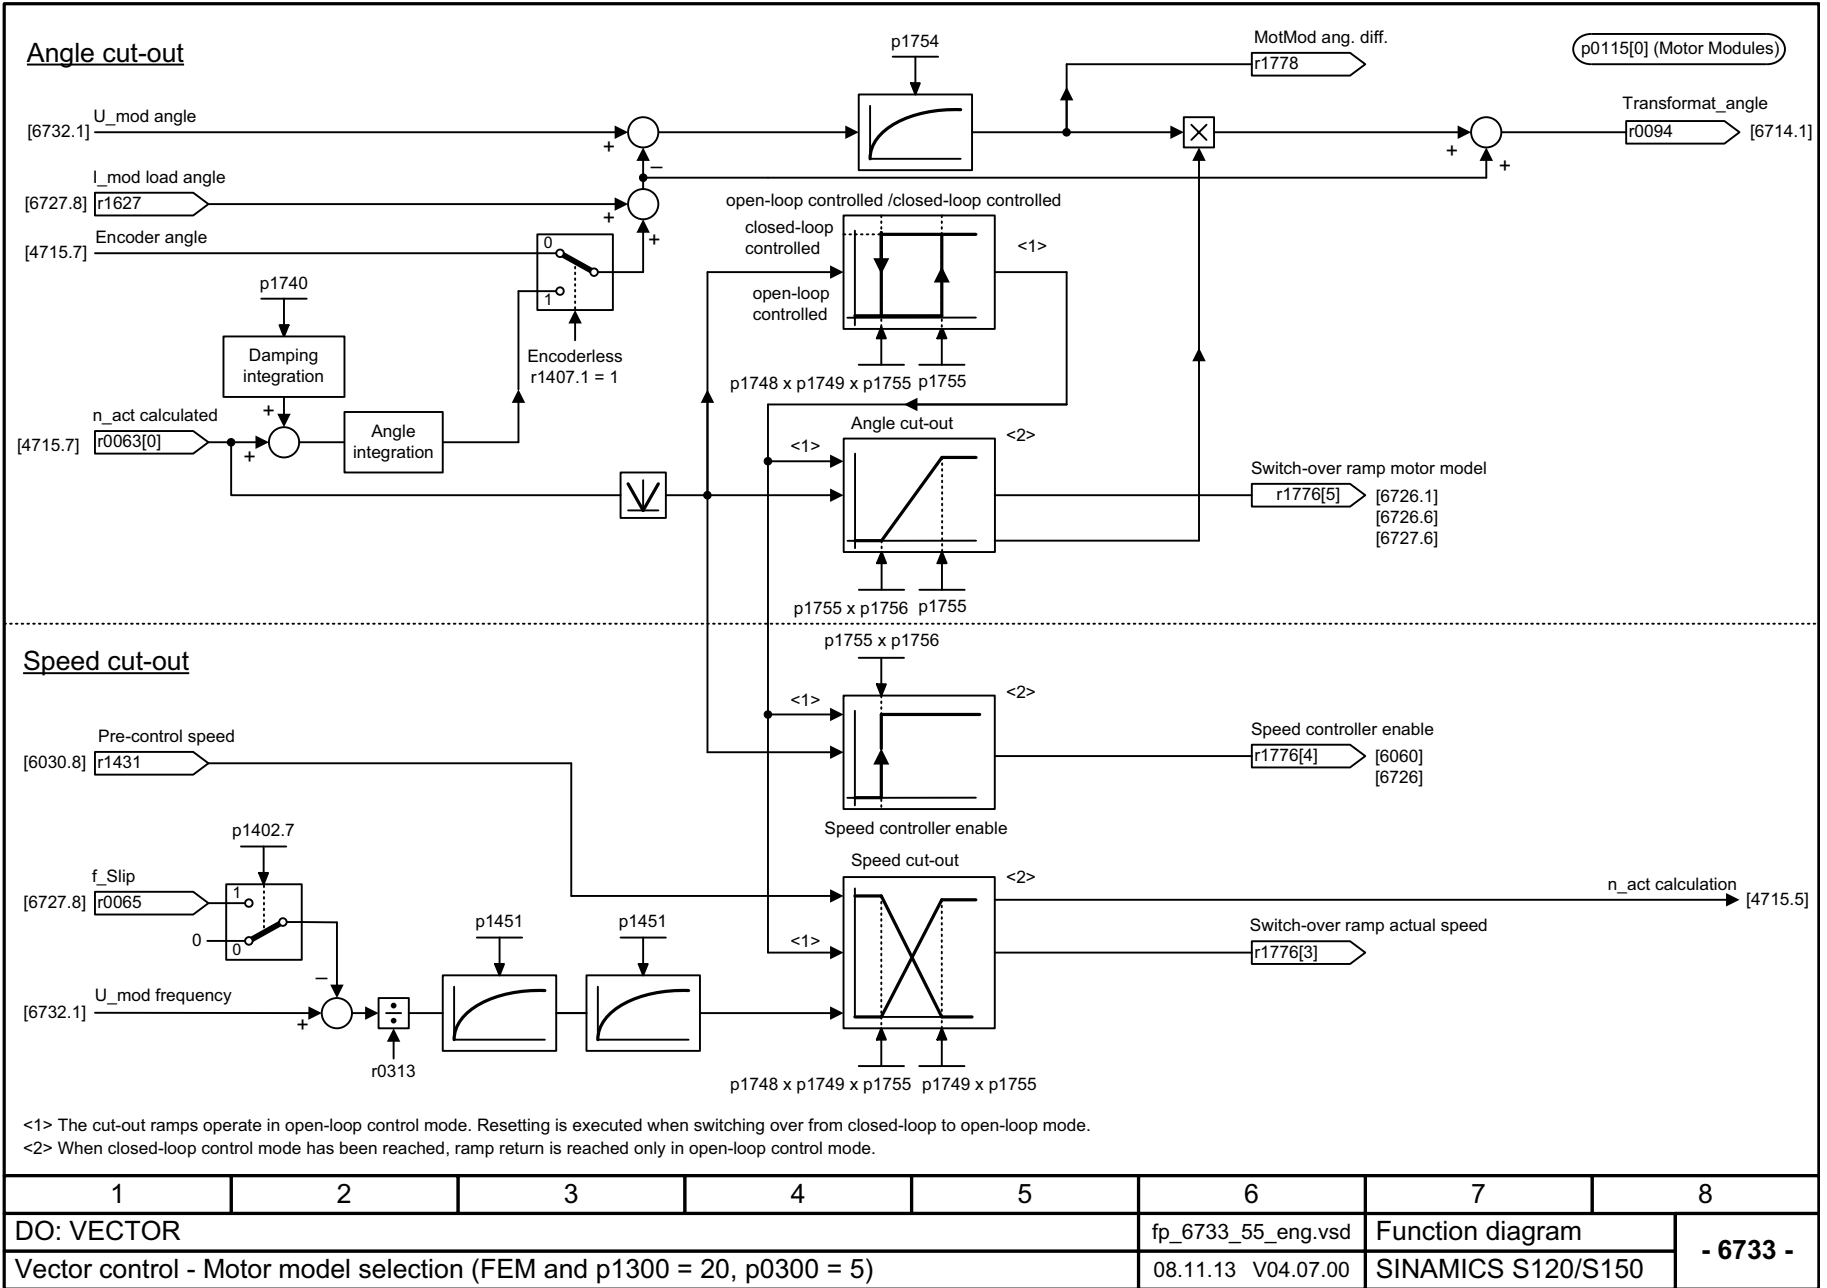 Angle cut-out
p1754
MotMod ang. diff.
r1778
p0115[0] (Motor Modules)
U_mod angle
[6732.1]
+
–
+
+
Transformat_angle
r0094
[6714.1]
I_mod load angle
[6727.8]
r1627
+
+
Encoder angle
[4715.7]
0
1
Encoderless
r1407.1 = 1
open-loop controlled /closed-loop controlled
closed-loop
controlled
<1>
open-loop
controlled
p1748 x p1749 x p1755
p1755
p1740
Damping
integration
n_act calculated
[4715.7]
r0063[0]
+
+
Angle
integration
Angle cut-out
<1>
<2>
Switch-over ramp motor model
r1776[5]
[6726.1]
[6726.6]
[6727.6]
p1755 x p1756
p1755
Speed cut-out
p1755 x p1756
<1>
<2>
Pre-control speed
[6030.8]
r1431
Speed controller enable
r1776[4]
[6060]
[6726]
Speed controller enable
p1402.7
f_Slip
[6727.8]
r0065
1
0
0
–
U_mod frequency
[6732.1]
+
÷
r0313
p1451
p1451
Speed cut-out
<2>
<1>
n_act calculation
[4715.5]
Switch-over ramp actual speed
r1776[3]
p1748 x p1749 x p1755
p1749 x p1755
<1> The cut-out ramps operate in open-loop control mode. Resetting is executed when switching over from closed-loop to open-loop mode.
<2> When closed-loop control mode has been reached, ramp return is reached only in open-loop control mode.
1 2 3 4 5 6 7 8
DO: VECTOR
fp_6733_55_eng.vsd
Function diagram
- 6733 -
Vector control - Motor model selection (FEM and p1300 = 20, p0300 = 5)
08.11.13 V04.07.00
SINAMICS S120/S150